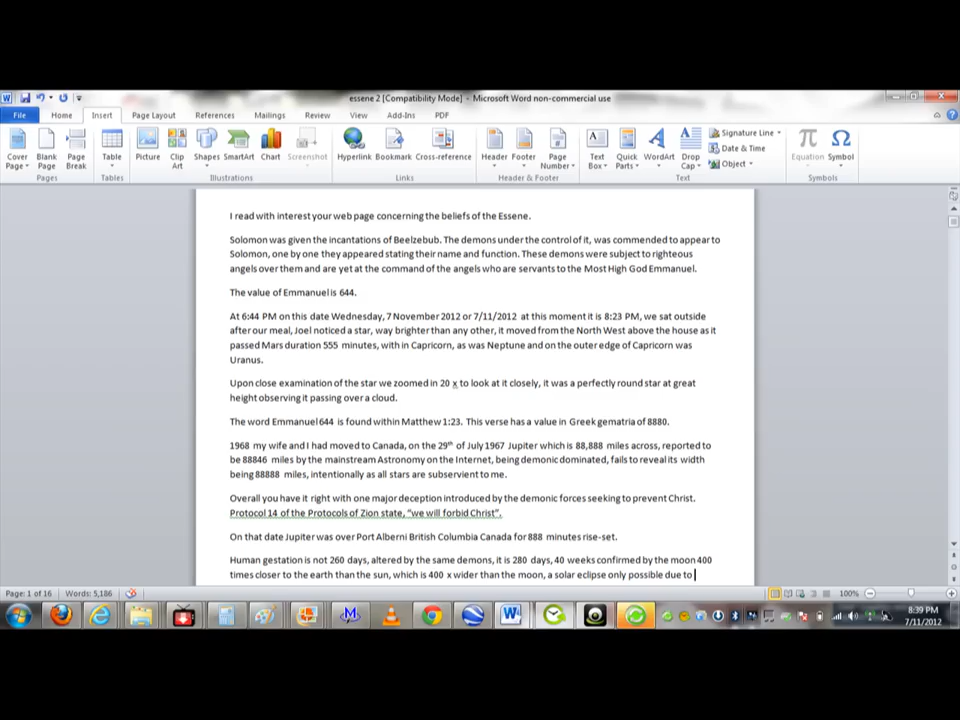 essene 2 [Compatibility Mode] - Microsoft Word non-commercial use
File Home Insert Page Layout References Mailings Review View Add-Ins PDF
Cover Page Blank Page Page Break Table Picture Clip Art Shapes SmartArt Chart Screenshot Hyperlink Bookmark Cross-reference Header Footer Page Number Text Box Quick Parts WordArt Drop Cap Signature Line Date & Time Object Equation Symbol
Pages Tables Illustrations Links Header & Footer Text Symbols
I read with interest your web page concerning the beliefs of the Essene.
Solomon was given the incantations of Beelzebub. The demons under the control of it, was commended to appear to
Solomon, one by one they appeared stating their name and function. These demons were subject to righteous
angels over them and are yet at the command of the angels who are servants to the Most High God Emmanuel.
The value of Emmanuel is 644.
At 6:44 PM on this date Wednesday, 7 November 2012 or 7/11/2012 at this moment it is 8:23 PM, we sat outside
after our meal, Joel noticed a star, way brighter than any other, it moved from the North West above the house as it
passed Mars duration 555 minutes, with in Capricorn, as was Neptune and on the outer edge of Capricorn was
Uranus.
Upon close examination of the star we zoomed in 20 x to look at it closely, it was a perfectly round star at great
height observing it passing over a cloud.
The word Emmanuel 644 is found within Matthew 1:23. This verse has a value in Greek gematria of 8880.
1968 my wife and I had moved to Canada, on the 29th of July 1967 Jupiter which is 88,888 miles across, reported to
be 88846 miles by the mainstream Astronomy on the Internet, being demonic dominated, fails to reveal its width
being 88888 miles, intentionally as all stars are subservient to me.
Overall you have it right with one major deception introduced by the demonic forces seeking to prevent Christ.
Protocol 14 of the Protocols of Zion state, "we will forbid Christ".
On that date Jupiter was over Port Alberni British Columbia Canada for 888 minutes rise-set.
Human gestation is not 260 days, altered by the same demons, it is 280 days, 40 weeks confirmed by the moon 400
times closer to the earth than the sun, which is 400 x wider than the moon, a solar eclipse only possible due to
Page: 1 of 16 Words: 5,186 100%
8:39 PM
7/11/2012